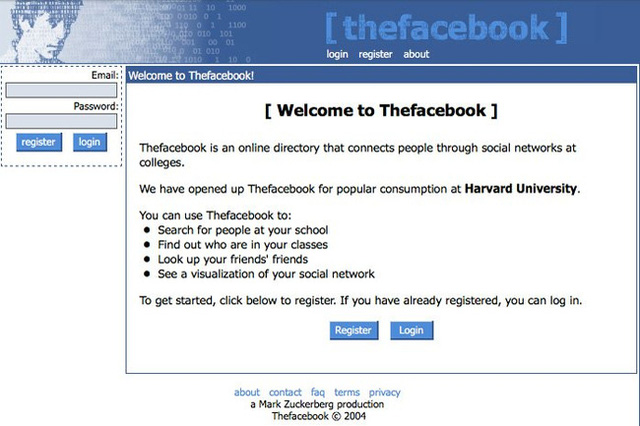 [ thefacebook ]
login register about
Email:
Password:
register login
Welcome to Thefacebook!
[ Welcome to Thefacebook ]
Thefacebook is an online directory that connects people through social networks at
colleges.
We have opened up Thefacebook for popular consumption at Harvard University.
You can use Thefacebook to:
• Search for people at your school
• Find out who are in your classes
• Look up your friends' friends
• See a visualization of your social network
To get started, click below to register. If you have already registered, you can log in.
Register Login
about contact faq terms privacy
a Mark Zuckerberg production
Thefacebook © 2004